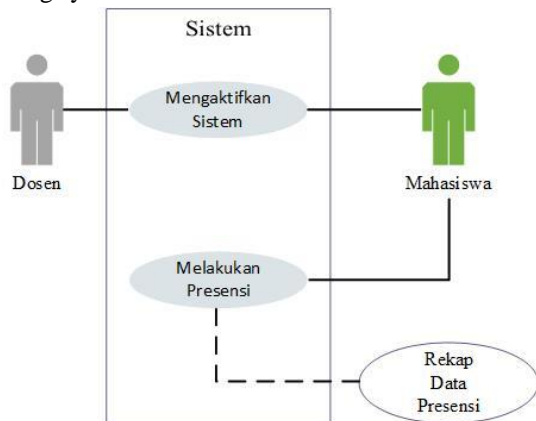 Sistem
Mengaktifkan
Sistem
Dosen
Mahasiswa
Melakukan
Presensi
Rekap
Data
Presensi